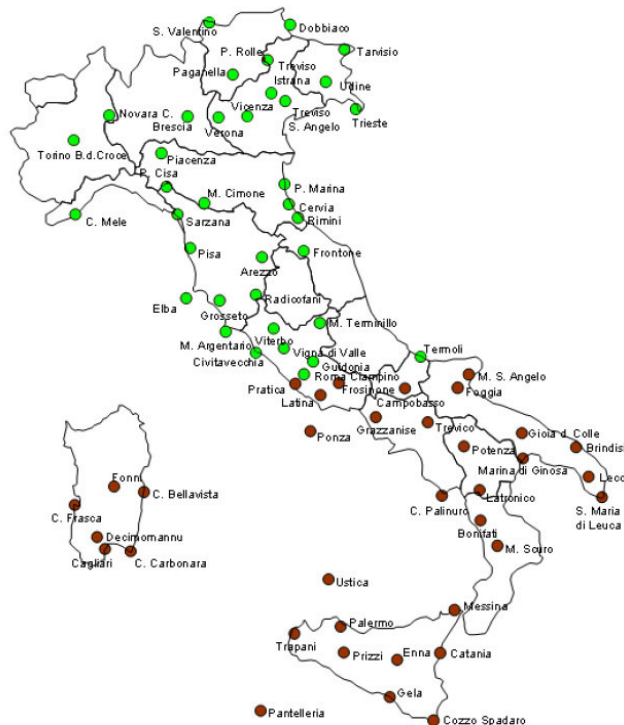 S. Valentino
Dobbiaco
P. Rolle
Tarvisio
Paganella
Treviso
Istrana
Udine
Novara C.
Brescia
Vicenza
Verona
Treviso
S. Angelo
Trieste
Torino B.d.Croce
Piacenza
P. Cisa
M. Cimone
P. Marina
Cervia
Rimini
C. Mele
Sarzana
Pisa
Arezzo
Frontone
Elba
Grosseto
Radicofani
M. Argentario
Civitavecchia
Viterbo
M. Terminillo
Vigna di Valle
Guidonia
Termoli
Roma Ciampino
Pratica
Frosinone
Latina
Campobasso
M. S. Angelo
Foggia
Ponza
Grazzanise
Trevico
Gioia d. Colle
Brindisi
Potenza
Marina di Ginosa
Lecce
Fonni
C. Bellavista
C. Palinuro
Latronico
S. Maria
di Leuca
C. Frasca
Bonifati
Decimomannu
M. Scuro
Cagliari
C. Carbonara
Ustica
Messina
Palermo
Trapani
Prizzi
Enna
Catania
Gela
Pantelleria
Cozzo Spadaro